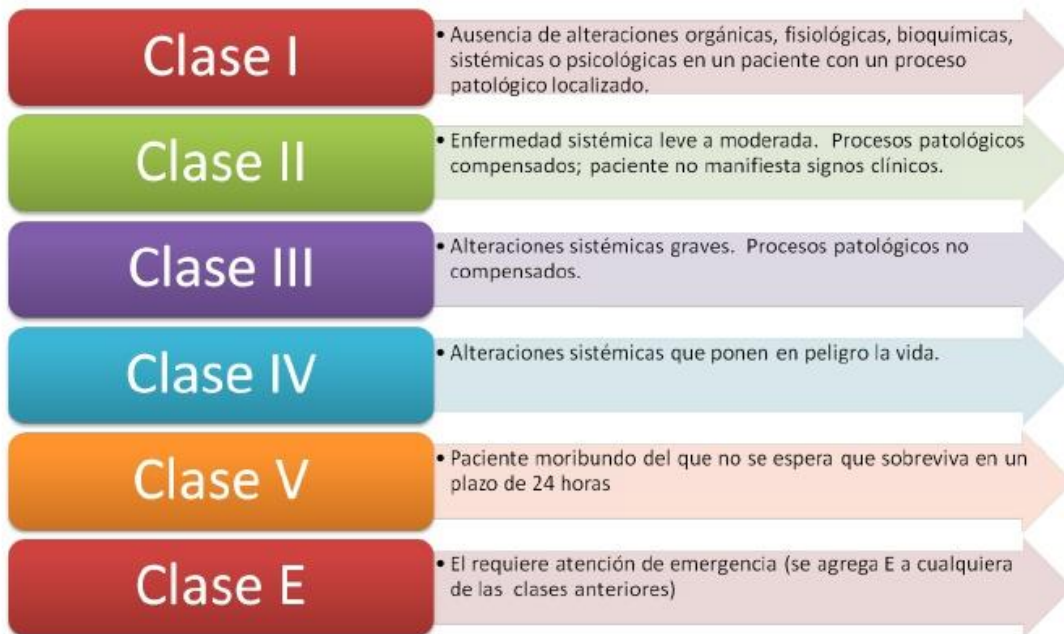 Clase I
• Ausencia de alteraciones orgánicas, fisiológicas, bioquímicas,
sistémicas o psicológicas en un paciente con un proceso
patológico localizado.
Clase II
• Enfermedad sistémica leve a moderada. Procesos patológicos
compensados; paciente no manifiesta signos clínicos.
Clase III
• Alteraciones sistémicas graves. Procesos patológicos no
compensados.
Clase IV
• Alteraciones sistémicas que ponen en peligro la vida.
Clase V
• Paciente moribundo del que no se espera que sobreviva en un
plazo de 24 horas
Clase E
• El requiere atención de emergencia (se agrega E a cualquiera
de las clases anteriores)